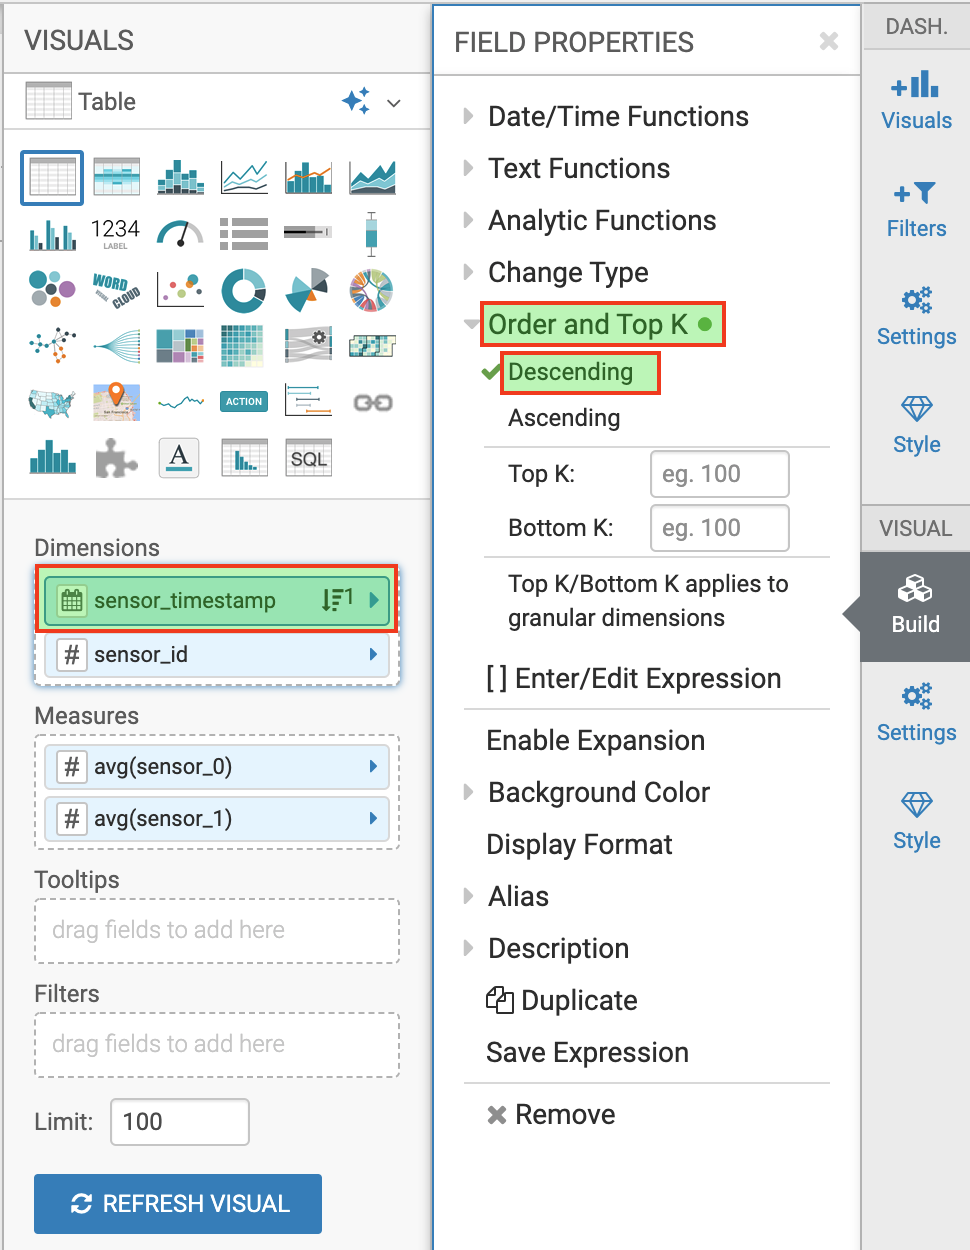 VISUALS
Table
1234
LABEL
WORD
CLOUD
ACTION
A
SQL
Dimensions
sensor_timestamp 1
# sensor_id
Measures
# avg(sensor_0)
# avg(sensor_1)
Tooltips
drag fields to add here
Filters
drag fields to add here
Limit: 100
REFRESH VISUAL
FIELD PROPERTIES
Date/Time Functions
Text Functions
Analytic Functions
Change Type
Order and Top K
Descending
Ascending
Top K: eg. 100
Bottom K: eg. 100
Top K/Bottom K applies to
granular dimensions
[ ] Enter/Edit Expression
Enable Expansion
Background Color
Display Format
Alias
Description
Duplicate
Save Expression
Remove
DASH.
Visuals
Filters
Settings
Style
VISUAL
Build
Settings
Style